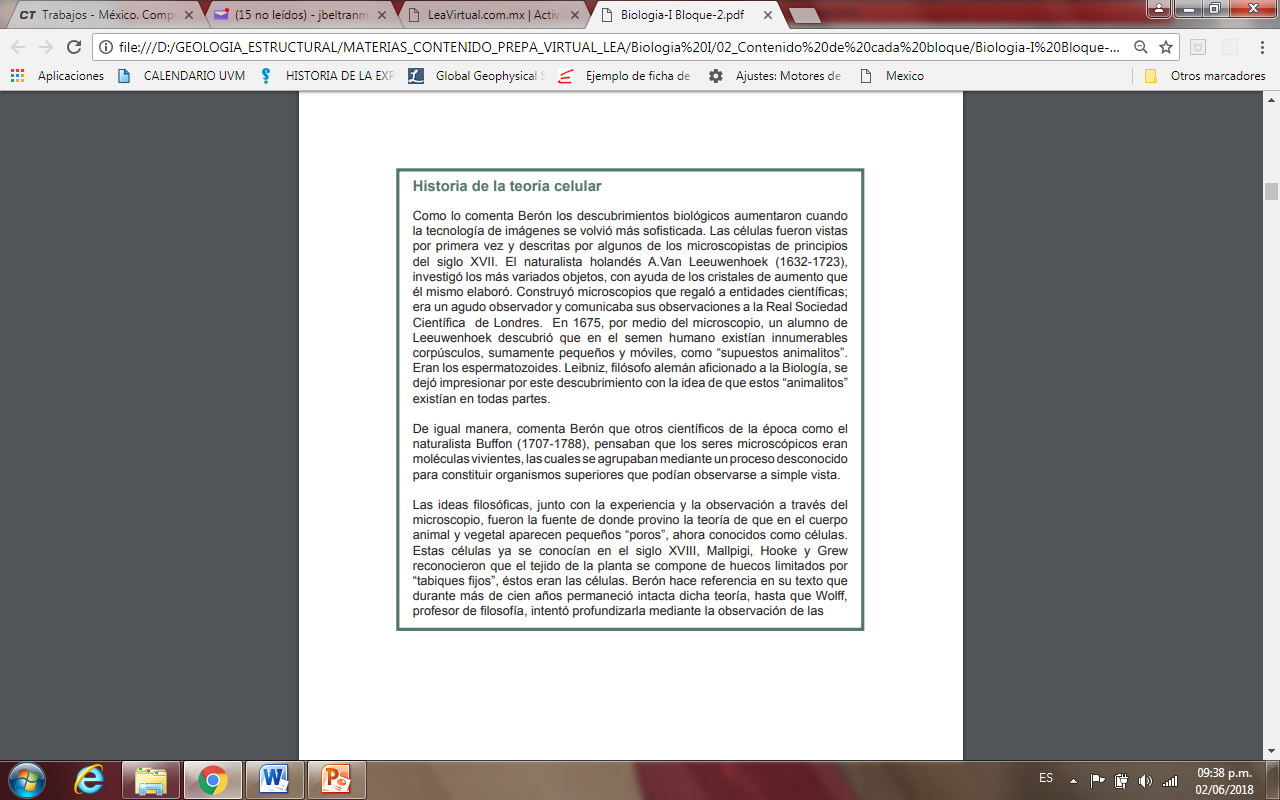 CT Trabajos - México. Comp
(15 no leídos) - jbeltranm
LeaVirtual.com.mx | Activi
Biologia-I Bloque-2.pdf
file:///D:/GEOLOGIA_ESTRUCTURAL/MATERIAS_CONTENIDO_PREPA_VIRTUAL_LEA/Biologia%20I/02_Contenido%20de%20cada%20bloque/Biologia-I%20Bloque-...
Aplicaciones
CALENDARIO UVM
HISTORIA DE LA EXP
Global Geophysical S
Ejemplo de ficha de
Ajustes: Motores de
Mexico
Otros marcadores
Historia de la teoría celular
Como lo comenta Berón los descubrimientos biológicos aumentaron cuando
la tecnología de imágenes se volvió más sofisticada. Las células fueron vistas
por primera vez y descritas por algunos de los microscopistas de principios
del siglo XVII. El naturalista holandés A.Van Leeuwenhoek (1632-1723),
investigó los más variados objetos, con ayuda de los cristales de aumento que
él mismo elaboró. Construyó microscopios que regaló a entidades científicas;
era un agudo observador y comunicaba sus observaciones a la Real Sociedad
Científica de Londres. En 1675, por medio del microscopio, un alumno de
Leeuwenhoek descubrió que en el semen humano existían innumerables
corpúsculos, sumamente pequeños y móviles, como “supuestos animalitos”.
Eran los espermatozoides. Leibniz, filósofo alemán aficionado a la Biología, se
dejó impresionar por este descubrimiento con la idea de que estos “animalitos”
existían en todas partes.
De igual manera, comenta Berón que otros científicos de la época como el
naturalista Buffon (1707-1788), pensaban que los seres microscópicos eran
moléculas vivientes, las cuales se agrupaban mediante un proceso desconocido
para constituir organismos superiores que podían observarse a simple vista.
Las ideas filosóficas, junto con la experiencia y la observación a través del
microscopio, fueron la fuente de donde provino la teoría de que en el cuerpo
animal y vegetal aparecen pequeños “poros”, ahora conocidos como células.
Estas células ya se conocían en el siglo XVIII, Mallpigi, Hooke y Grew
reconocieron que el tejido de la planta se compone de huecos limitados por
“tabiques fijos”, éstos eran las células. Berón hace referencia en su texto que
durante más de cien años permaneció intacta dicha teoría, hasta que Wolff,
profesor de filosofía, intentó profundizarla mediante la observación de las
ES
09:38 p.m.
02/06/2018